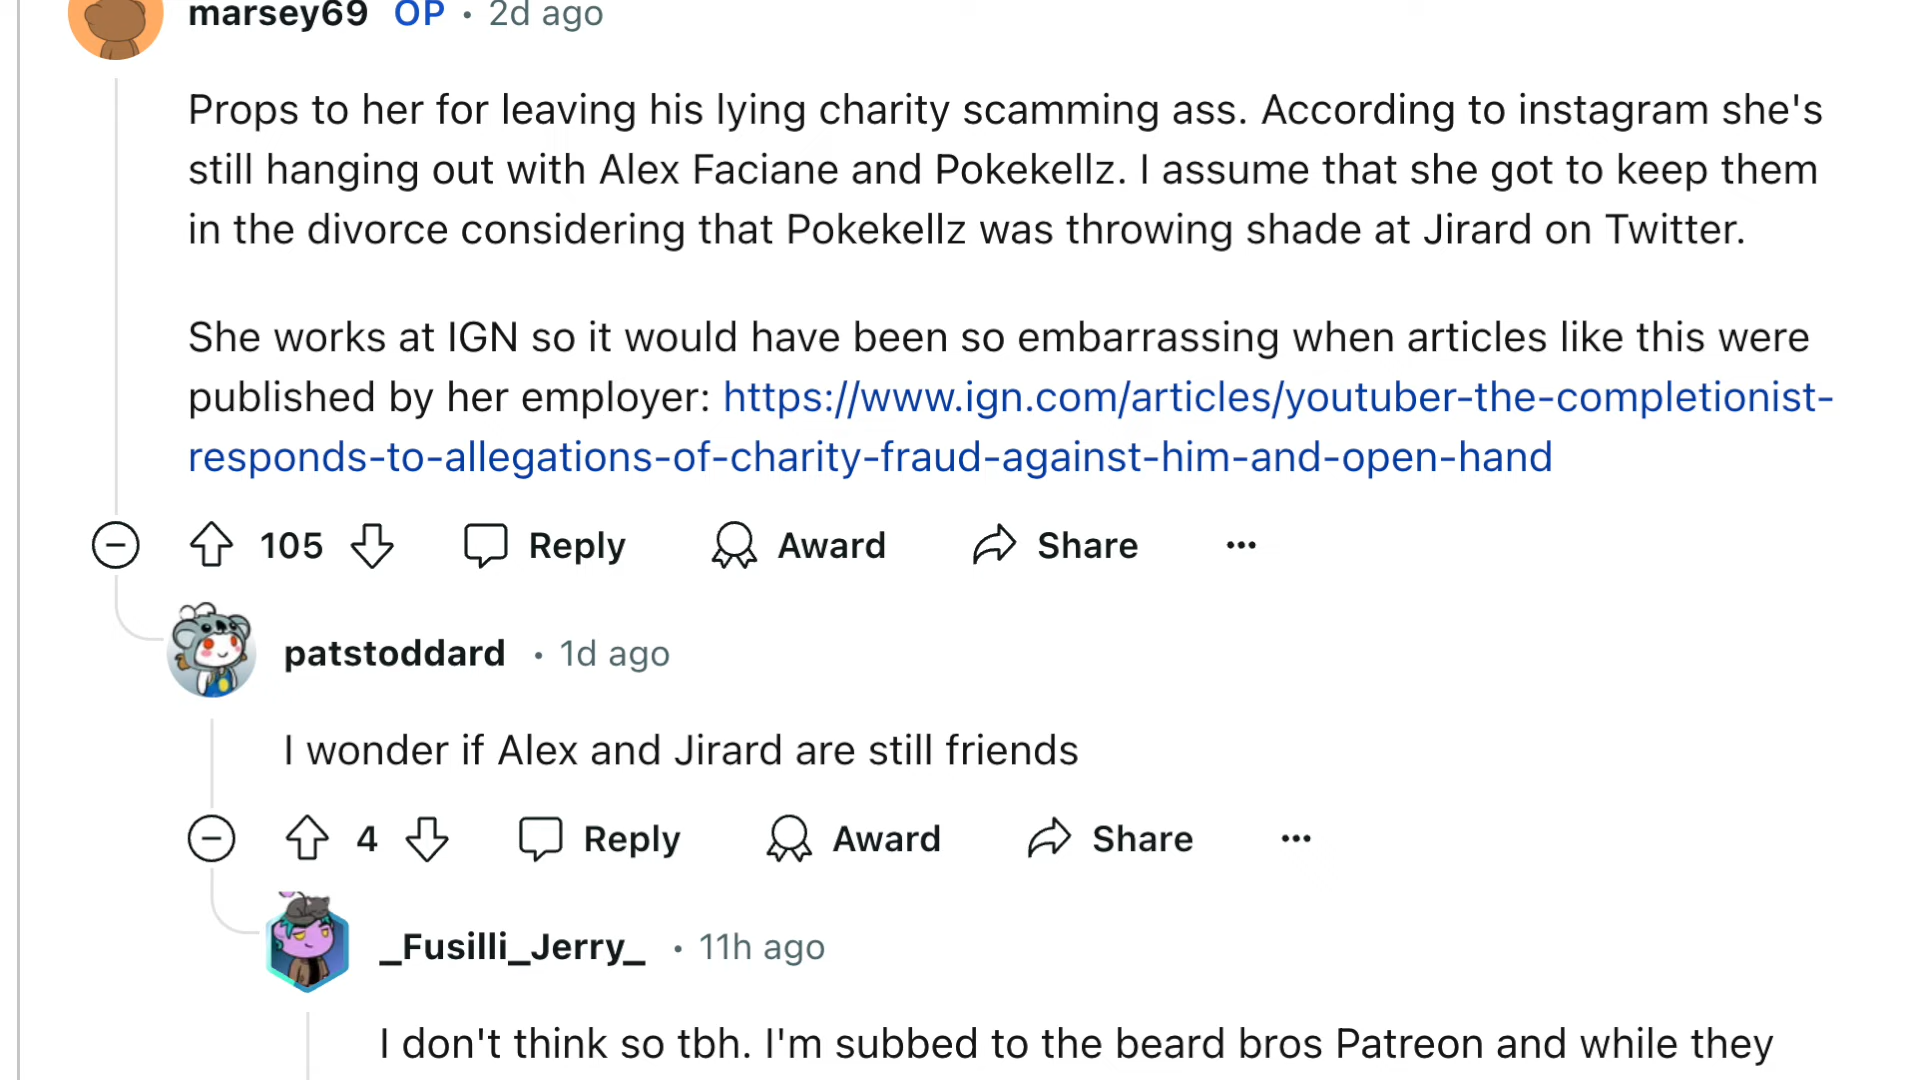 marsey69 OP • 2d ago
Props to her for leaving his lying charity scamming ass. According to instagram she's
still hanging out with Alex Faciane and Pokekellz. I assume that she got to keep them
in the divorce considering that Pokekellz was throwing shade at Jirard on Twitter.
She works at IGN so it would have been so embarrassing when articles like this were
published by her employer: https://www.ign.com/articles/youtuber-the-completionist-
responds-to-allegations-of-charity-fraud-against-him-and-open-hand
105 Reply Award Share ...
patstoddard • 1d ago
I wonder if Alex and Jirard are still friends
4 Reply Award Share ...
_Fusilli_Jerry_ • 11h ago
I don't think so tbh. I'm subbed to the beard bros Patreon and while they